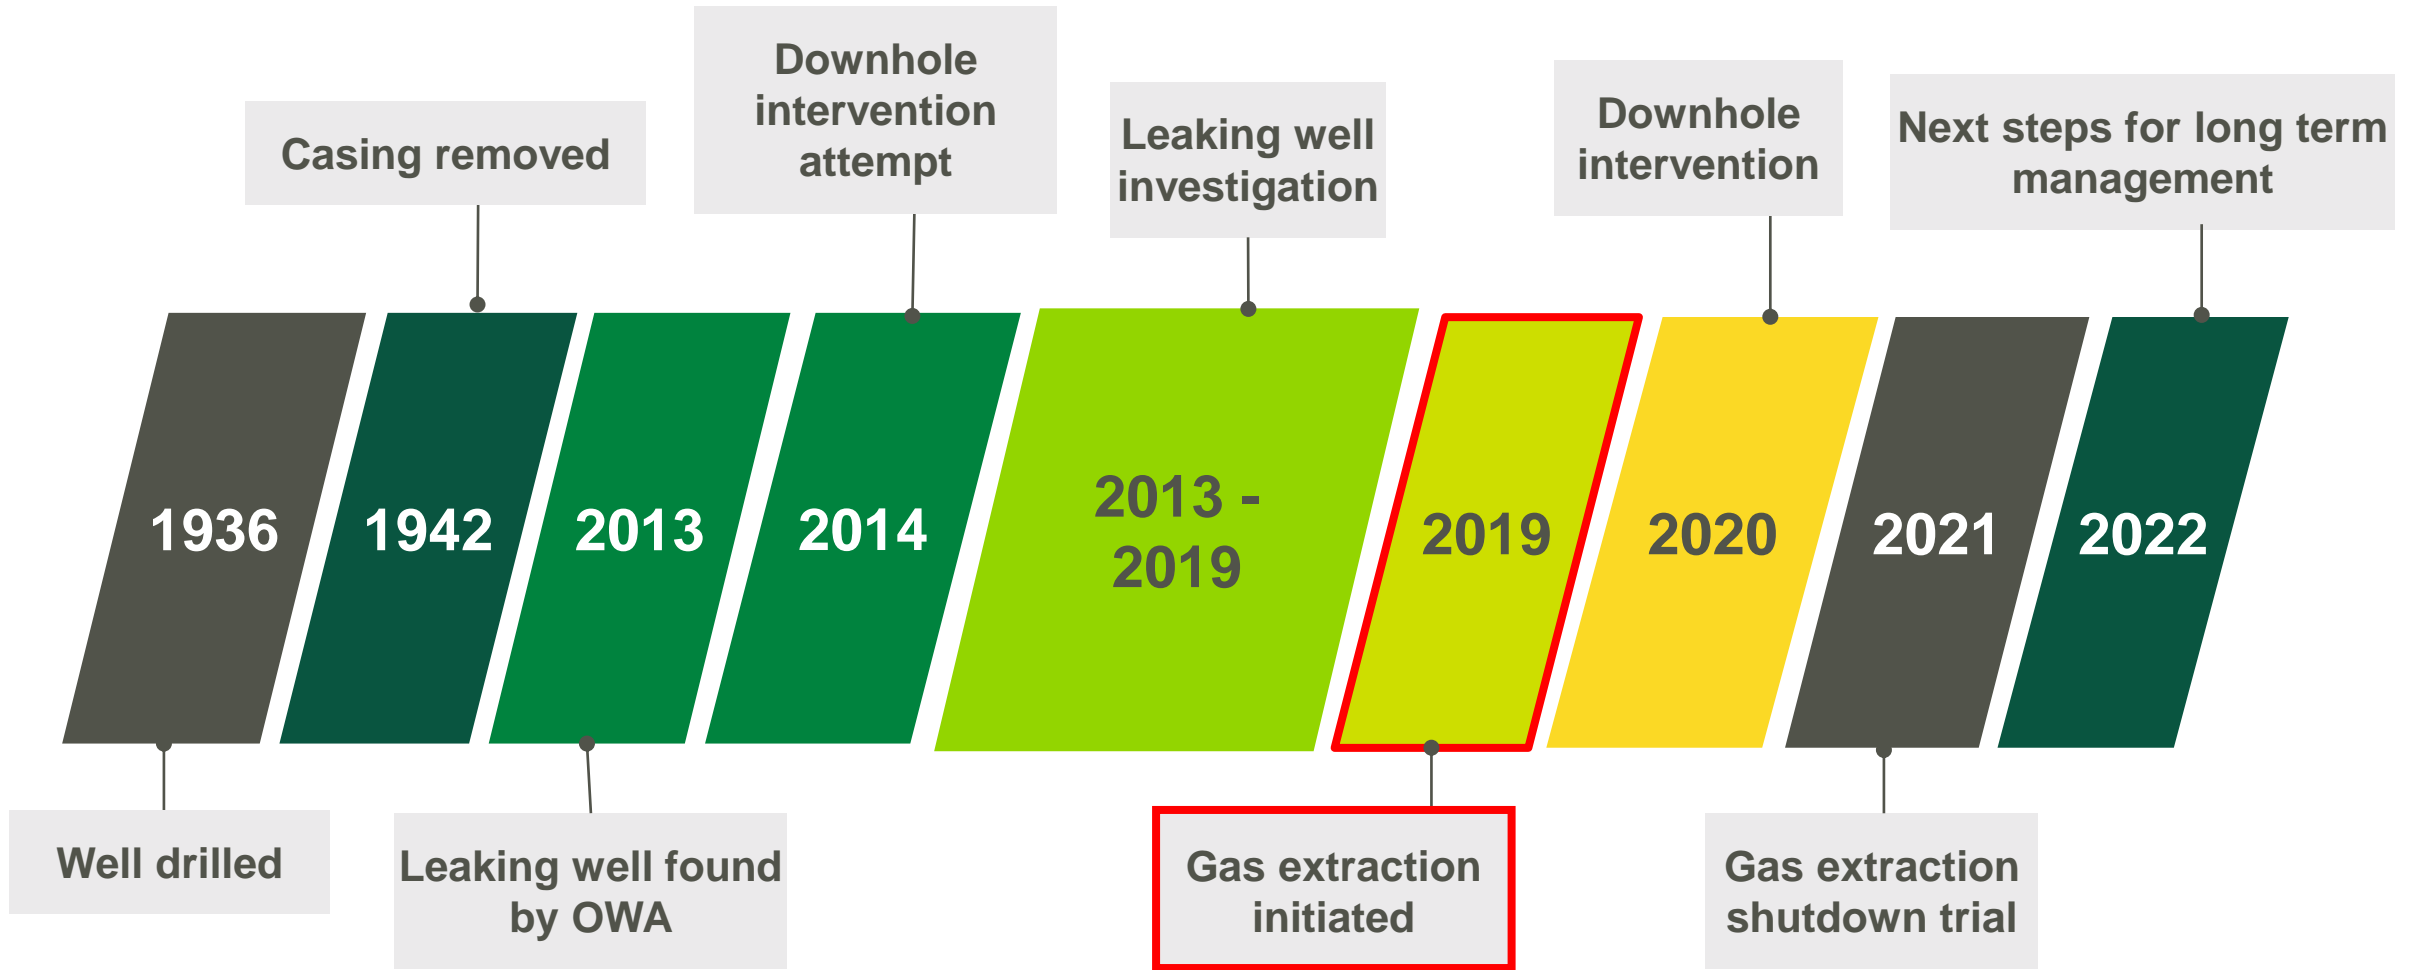 Downhole
intervention
attempt
Casing removed
Leaking well
investigation
Downhole
intervention
Next steps for long term
management
1936
1942
2013
2014
2013 -
2019
2019
2020
2021
2022
Well drilled
Leaking well found
by OWA
Gas extraction
initiated
Gas extraction
shutdown trial